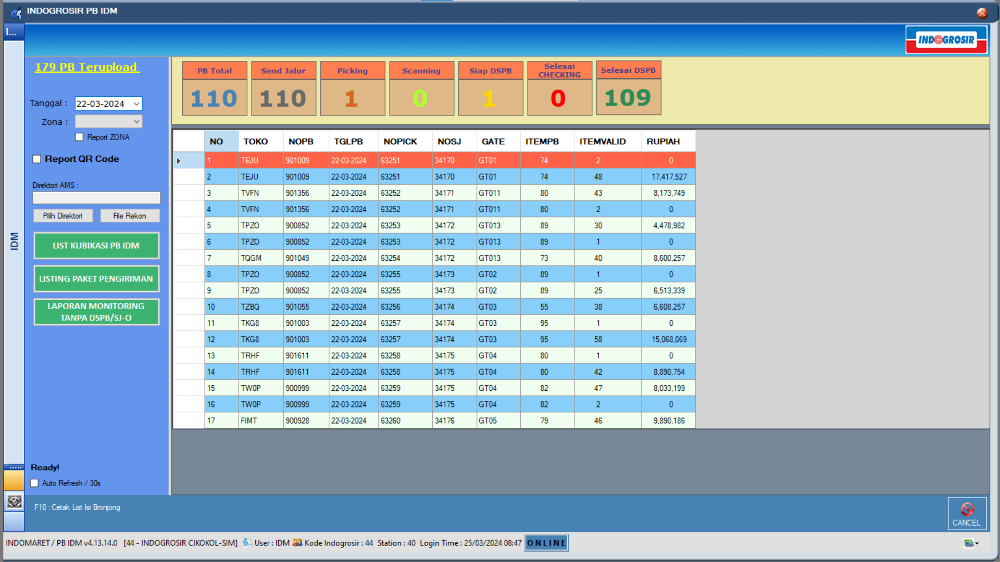 INDOGROSIR PB IDM
I...
INDOGROSIR
179 PB Terupload
Tanggal : 22-03-2024
Zona :
Report ZONA
Report QR Code
Direktori AMS :
Pilih Direktori File Rekon
LIST KUBIKASI PB IDM
LISTING PAKET PENGIRIMAN
LAPORAN MONITORING
TANPA DSPB/SJ-O
IDM
Ready!
Auto Refresh / 30s
PB Total Send Jalur Picking Scanning Siap DSPB Selesai CHECKING Selesai DSPB
110 110 1 0 1 0 109
NO TOKO NOPB TGLPB NOPICK NOSJ GATE ITEMPB ITEMVALID RUPIAH
1 TEJU 901009 22-03-2024 63251 34170 GT01 74 2 0
2 TEJU 901009 22-03-2024 63251 34170 GT01 74 48 17,417,527
3 TVFN 901356 22-03-2024 63252 34171 GT011 80 43 8,173,749
4 TVFN 901356 22-03-2024 63252 34171 GT011 80 2 0
5 TPZO 900852 22-03-2024 63253 34172 GT013 89 30 4,478,982
6 TPZO 900852 22-03-2024 63253 34172 GT013 89 1 0
7 TQGM 901049 22-03-2024 63254 34172 GT013 73 40 8,600,257
8 TPZO 900852 22-03-2024 63255 34173 GT02 89 1 0
9 TPZO 900852 22-03-2024 63255 34173 GT02 89 25 6,513,339
10 TZBQ 901055 22-03-2024 63256 34174 GT03 55 38 6,608,257
11 TKG8 901003 22-03-2024 63257 34174 GT03 95 1 0
12 TKG8 901003 22-03-2024 63257 34174 GT03 95 58 15,068,069
13 TRHF 901611 22-03-2024 63258 34175 GT04 80 1 0
14 TRHF 901611 22-03-2024 63258 34175 GT04 80 42 8,890,754
15 TW0P 900999 22-03-2024 63259 34175 GT04 82 47 8,033,199
16 TW0P 900999 22-03-2024 63259 34175 GT04 82 2 0
17 FIMT 900928 22-03-2024 63260 34176 GT05 79 46 9,890,186
F10 : Cetak List Isi Bronjong
CANCEL
INDOMARET / PB IDM v4.13.14.0 [44 - INDOGROSIR CIKOKOL-SIM] User : IDM Kode Indogrosir : 44 Station : 40 Login Time : 25/03/2024 08:47 ONLINE